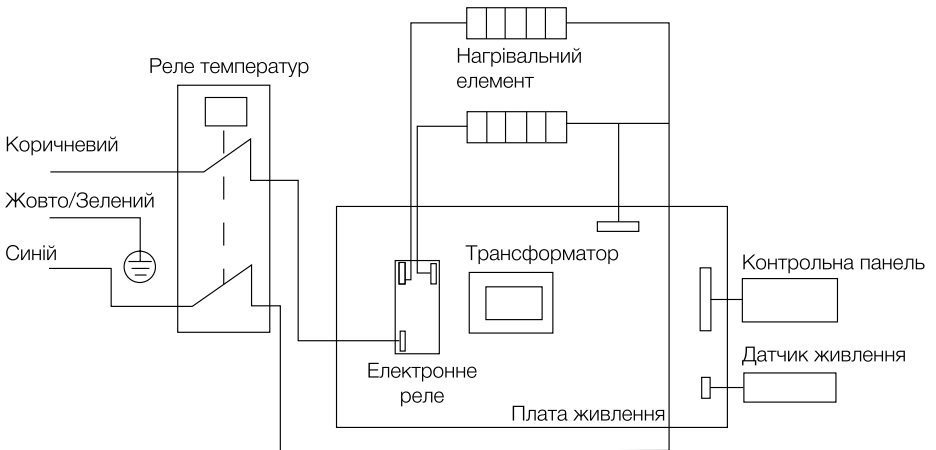 Нагрівальний
елемент
Реле температур
Коричневий
Жовто/Зелений
Синій
Трансформатор
Контрольна панель
Датчик живлення
Електронне
реле
Плата живлення